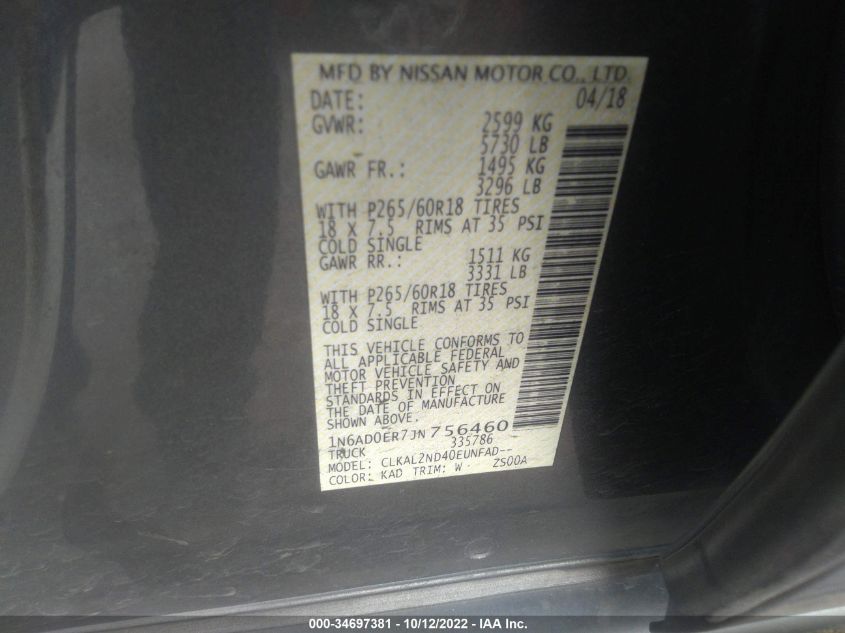 MFD BY NISSAN MOTOR CO., LTD.
DATE: 04/18
GVWR: 2599 KG
5730 LB
GAWR FR.: 1495 KG
3296 LB
WITH P265/60R18 TIRES
18 X 7.5 RIMS AT 35 PSI
COLD SINGLE
GAWR RR.: 1511 KG
3331 LB
WITH P265/60R18 TIRES
18 X 7.5 RIMS AT 35 PSI
COLD SINGLE
THIS VEHICLE CONFORMS TO
ALL APPLICABLE FEDERAL
MOTOR VEHICLE SAFETY AND
THEFT PREVENTION
STANDARDS IN EFFECT ON
THE DATE OF MANUFACTURE
SHOWN ABOVE.
1N6AD0ER7JN756460
TRUCK 335786
MODEL: CLKAL2ND40EUNFAD--
COLOR: KAD TRIM: W ZS00A
000-34697381 - 10/12/2022 - IAA Inc.